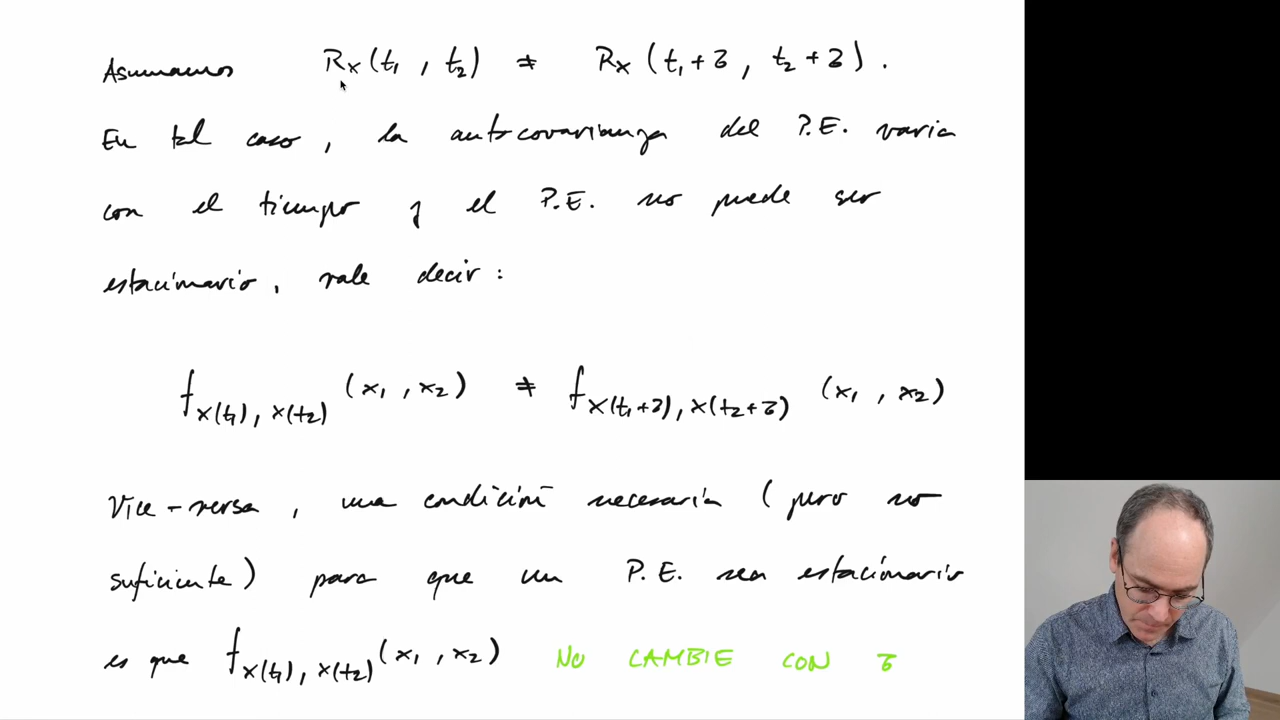 Asumamos Rx(t1, t2) ≠ Rx(t1+τ, t2+τ).
En tal caso, la autocovarianza del P.E. varia
con el tiempo y el P.E. no puede ser
estacionario, vale decir:
fX(t1), X(t2) (x1, x2) ≠ fX(t1+τ), X(t2+τ) (x1, x2)
Vice-versa, una condición necesaria (pero no
suficiente) para que un P.E. sea estacionario
es que fX(t1), X(t2) (x1, x2) NO CAMBIE CON τ